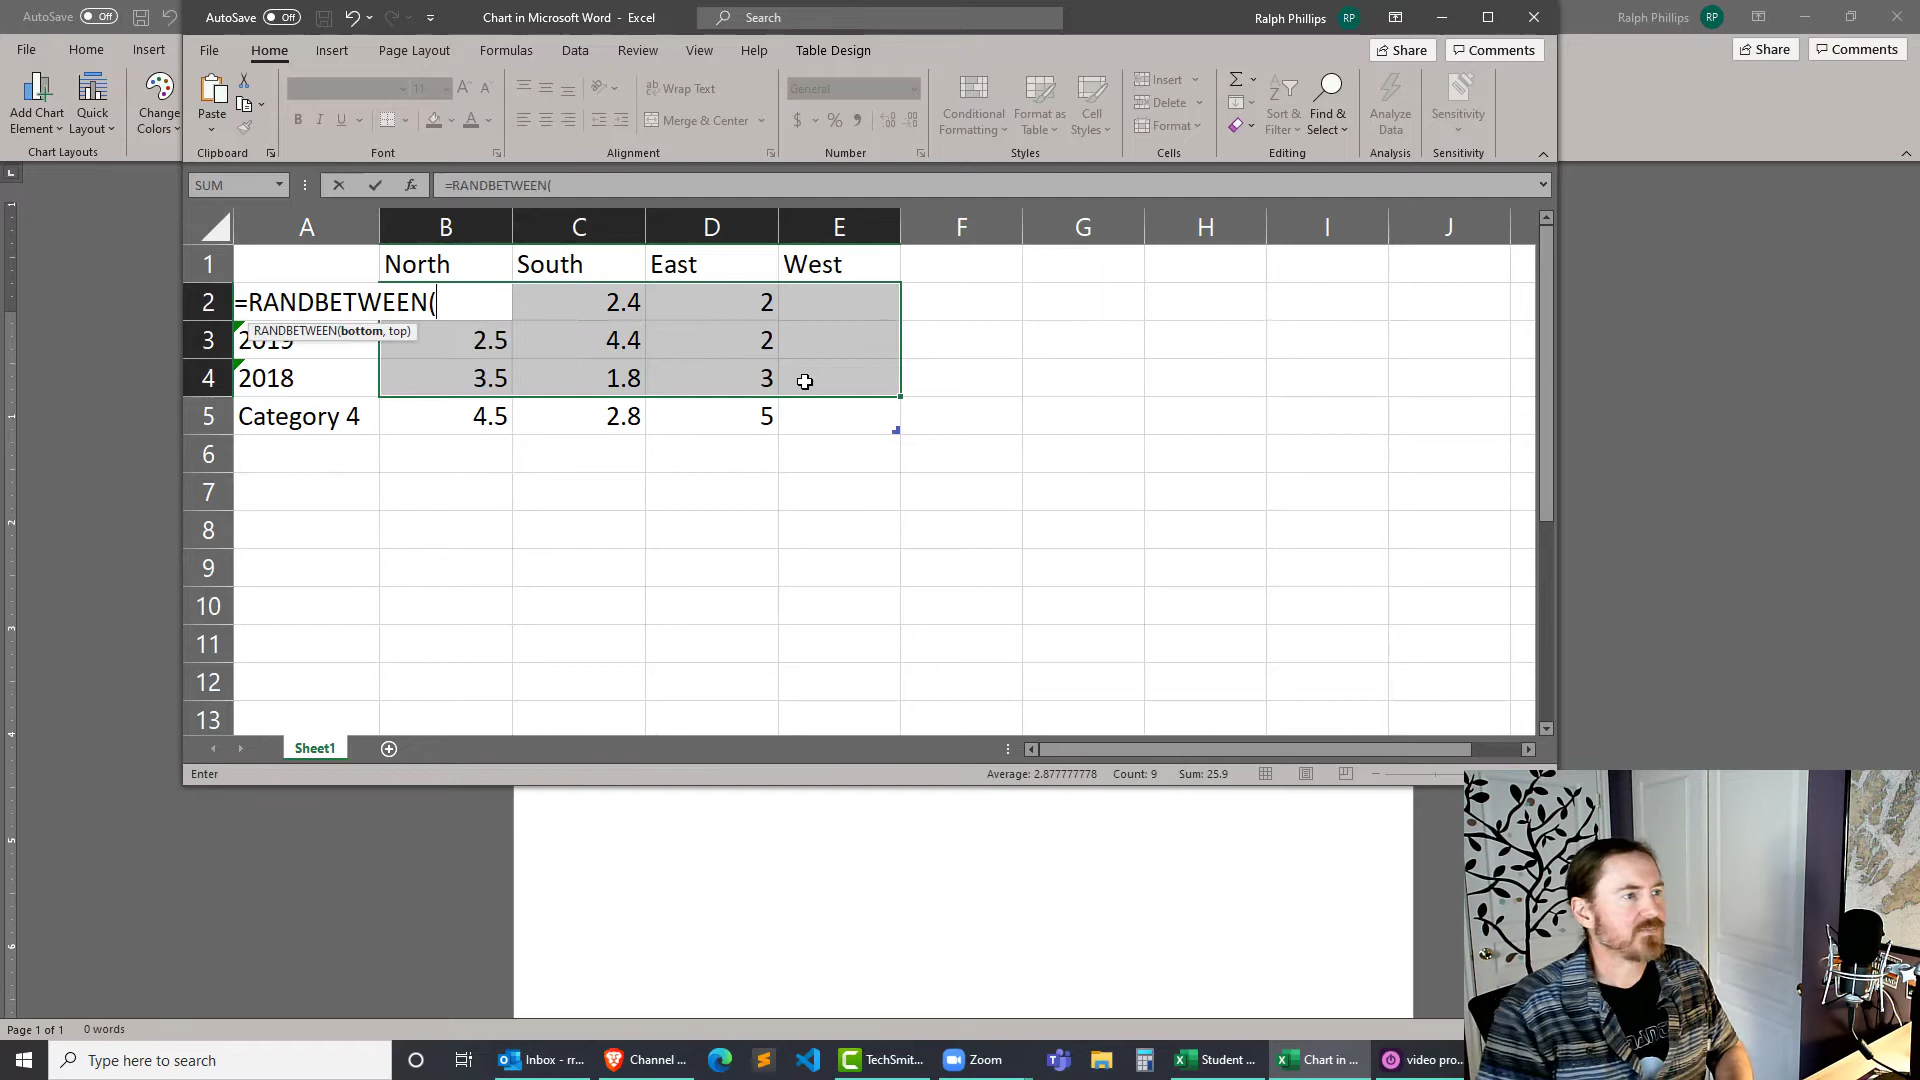 AutoSave Off
AutoSave Off
Chart in Microsoft Word - Excel
Search
Ralph Phillips RP
Ralph Phillips RP
File Home Insert
File Home Insert Page Layout Formulas Data Review View Help Table Design
Share Comments
Share Comments
Add Chart Element
Quick Layout
Change Colors
Chart Layouts
Paste
Clipboard
11
B I U
Font
Wrap Text
Merge & Center
Alignment
General
$ % 9
Number
Conditional Formatting
Format as Table
Cell Styles
Styles
Insert
Delete
Format
Cells
Sort & Filter
Find & Select
Editing
Analyze Data
Analysis
Sensitivity
Sensitivity
SUM
fx
=RANDBETWEEN(
A B C D E F G H I J
1 North South East West
2 =RANDBETWEEN( 2.4 2
RANDBETWEEN(bottom, top)
3 2019 2.5 4.4 2
4 2018 3.5 1.8 3
5 Category 4 4.5 2.8 5
6
7
8
9
10
11
12
13
Sheet1
Enter
Average: 2.877777778 Count: 9 Sum: 25.9
Page 1 of 1 0 words
Type here to search
Inbox - rr...
Channel ...
TechSmit...
Zoom
Student ...
Chart in ...
video pro...